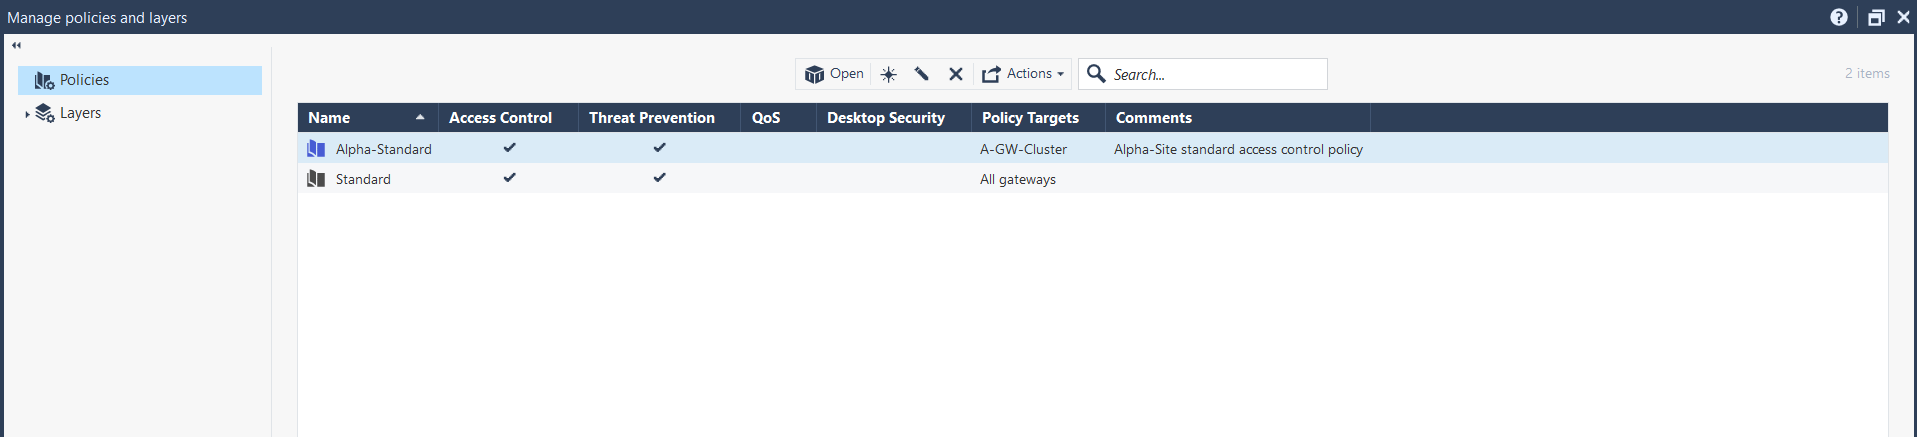 Manage policies and layers
Policies
Layers
Open
Actions
Search...
2 items
Name Access Control Threat Prevention QoS Desktop Security Policy Targets Comments
Alpha-Standard A-GW-Cluster Alpha-Site standard access control policy
Standard All gateways